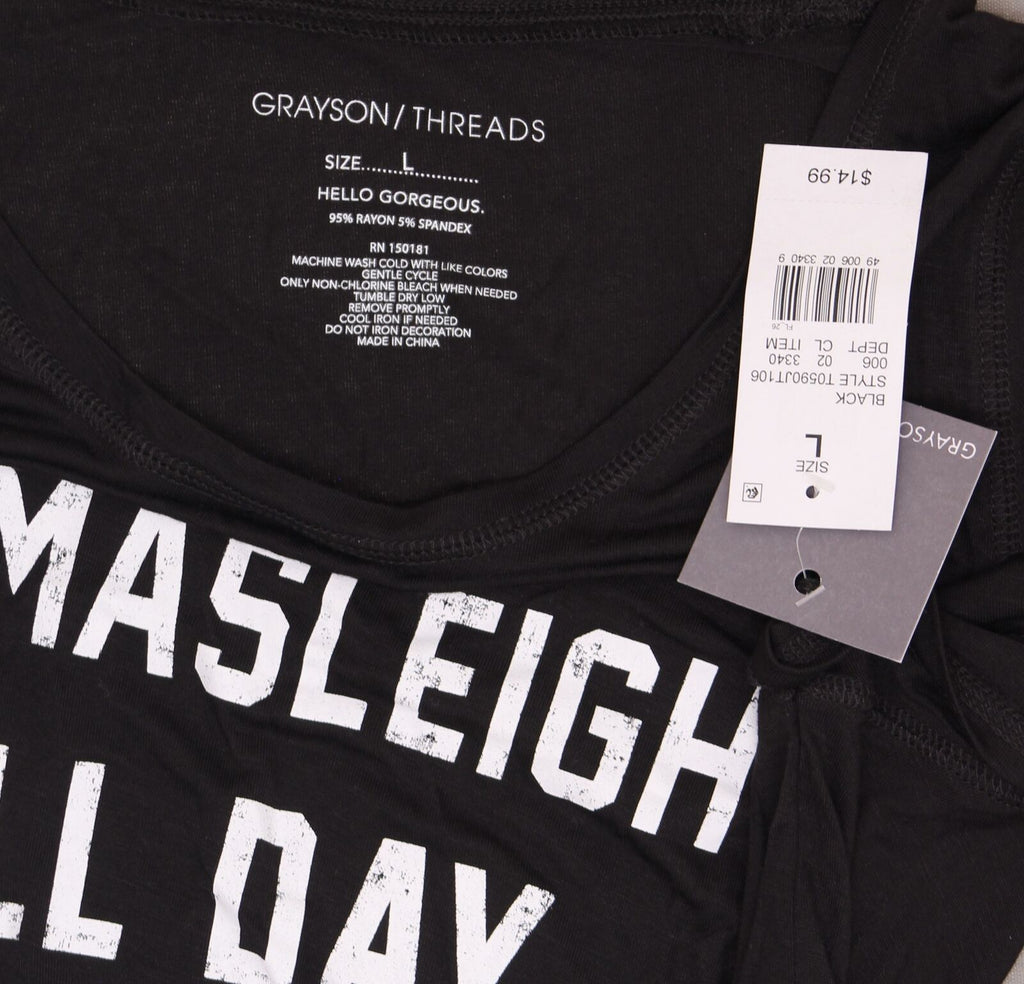 GRAYSON/THREADS
SIZE......L............
HELLO GORGEOUS.
95% RAYON 5% SPANDEX
RN 150181
MACHINE WASH COLD WITH LIKE COLORS
GENTLE CYCLE
ONLY NON-CHLORINE BLEACH WHEN NEEDED
TUMBLE DRY LOW
REMOVE PROMPTLY
COOL IRON IF NEEDED
DO NOT IRON DECORATION
MADE IN CHINA
MASLEIGH
LL DAY
SIZE
L
BLACK
STYLE T0590JT106
DEPT CL ITEM
006 02 3340
FL_26
49 006 02 3340 9
$14.99
GRAYSO